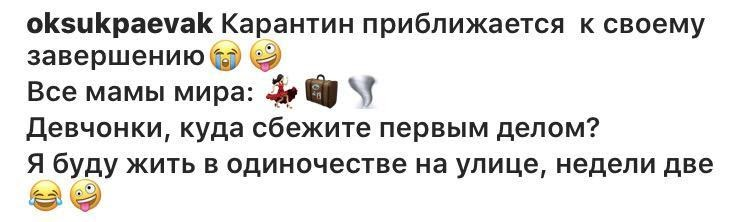 oksukpaevak Карантин приближается к своему
завершению😭🤪
Все мамы мира: 💃🧳🌪
Девчонки, куда сбежите первым делом?
Я буду жить в одиночестве на улице, недели две
😂🤪